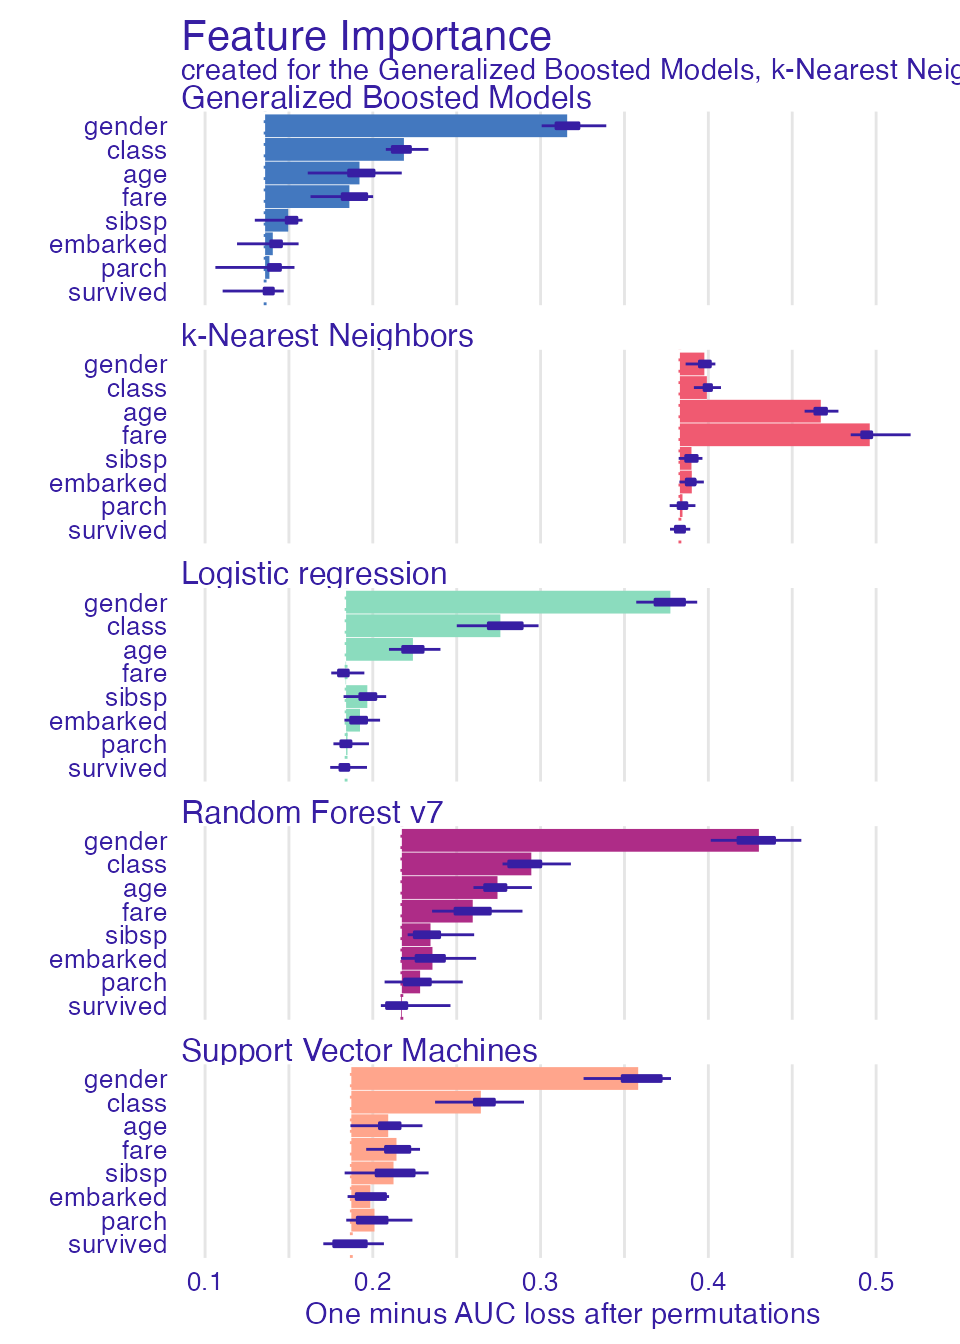 Feature Importance
created for the Generalized Boosted Models, k-Nearest Neig
Generalized Boosted Models
gender
class
age
fare
sibsp
embarked
parch
survived
k-Nearest Neighbors
gender
class
age
fare
sibsp
embarked
parch
survived
Logistic regression
gender
class
age
fare
sibsp
embarked
parch
survived
Random Forest v7
gender
class
age
fare
sibsp
embarked
parch
survived
Support Vector Machines
gender
class
age
fare
sibsp
embarked
parch
survived
0.1 0.2 0.3 0.4 0.5
One minus AUC loss after permutations